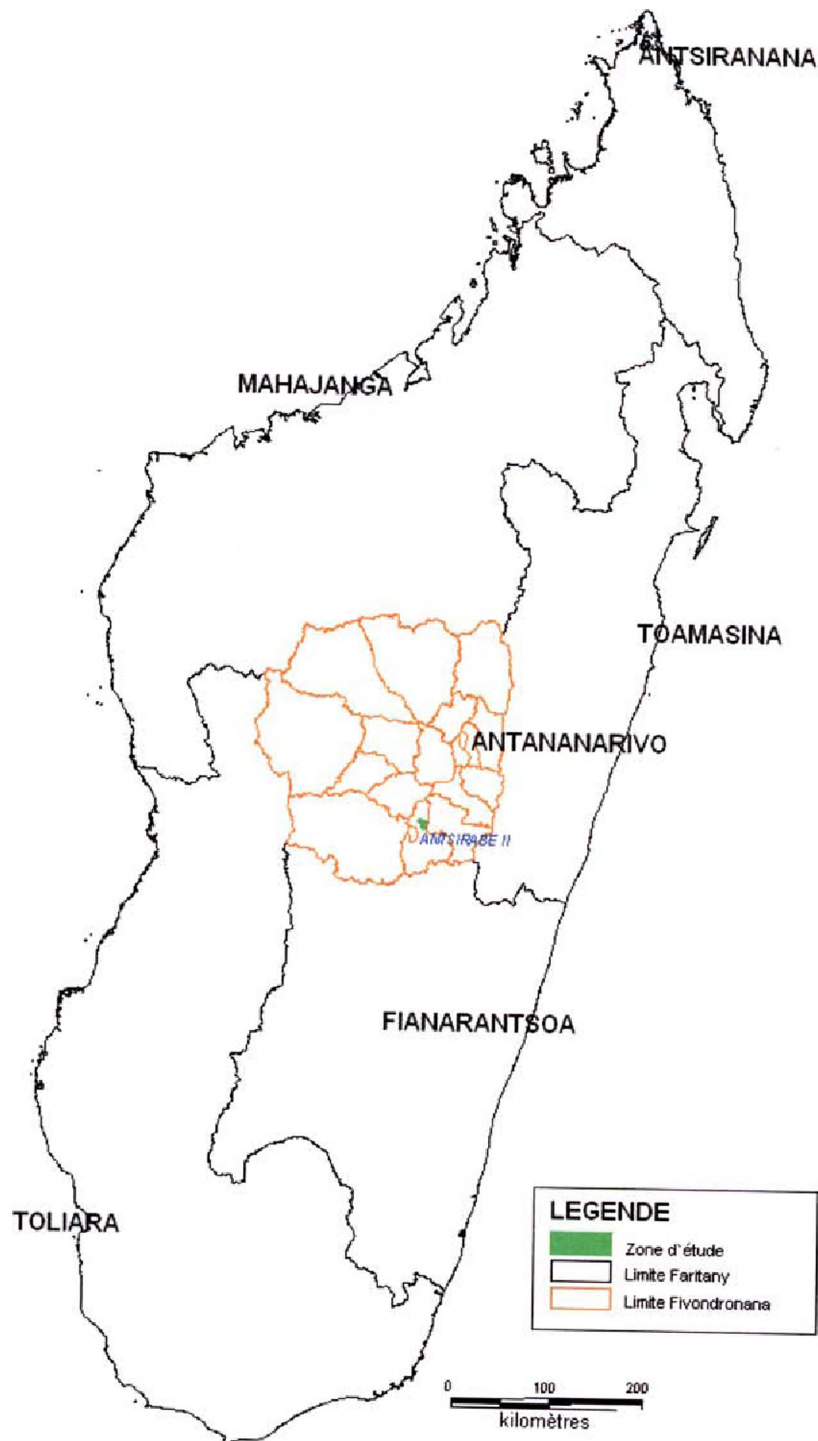 ANTSIRANANA
MAHAJANGA
TOAMASINA
ANTANANARIVO
ANTSIRABE II
FIANARANTSOA
TOLIARA
LEGENDE
Zone d`étude
Limite Faritany
Limite Fivondronana
0 100 200
kilomètres